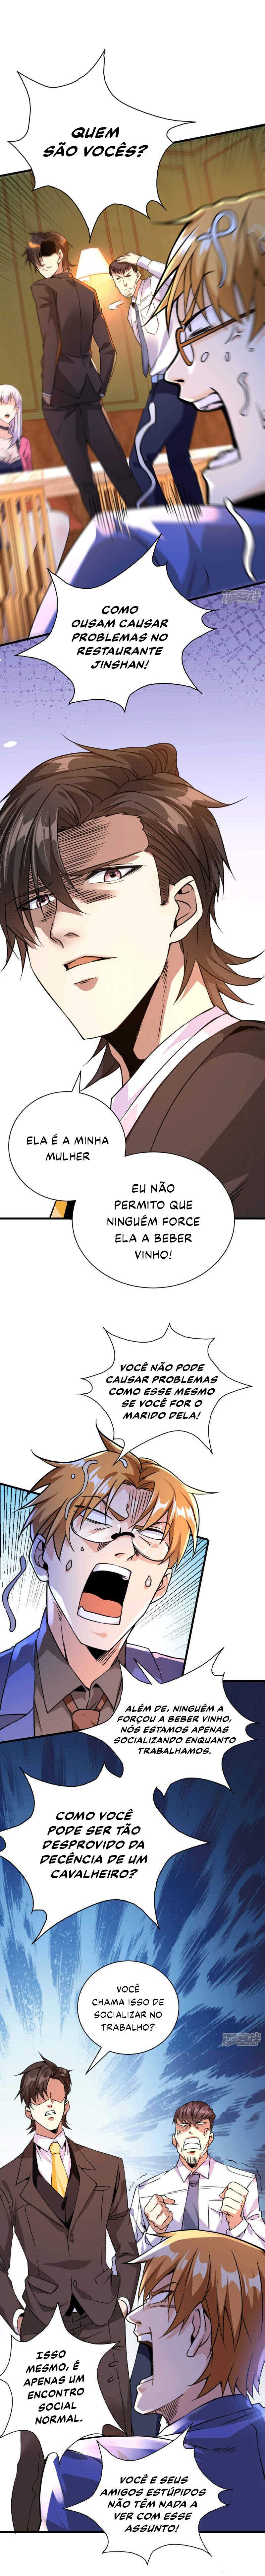 QUEM
SÃO VOCÊS?
COMO
OUSAM CAUSAR
PROBLEMAS NO
RESTAURANTE
JINSHAN!
ELA É A MINHA
MULHER
EU NÃO
PERMITO QUE
NINGUÉM FORCE
ELA A BEBER
VINHO!
VOCÊ NÃO PODE
CAUSAR PROBLEMAS
COMO ESSE MESMO
SE VOCÊ FOR O
MARIDO DELA!
ALÉM DE, NINGUÉM A
FORÇOU A BEBER VINHO,
NÓS ESTAMOS APENAS
SOCIALIZANDO ENQUANTO
TRABALHAMOS.
COMO VOCÊ
PODE SER TÃO
DESPROVIDO DA
DECÊNCIA DE UM
CAVALHEIRO?
VOCÊ
CHAMA ISSO DE
SOCIALIZAR NO
TRABALHO?
ISSO
MESMO, É
APENAS UM
ENCONTRO
SOCIAL
NORMAL.
VOCÊ E SEUS
AMIGOS ESTÚPIDOS
NÃO TÊM NADA A
VER COM ESSE
ASSUNTO!